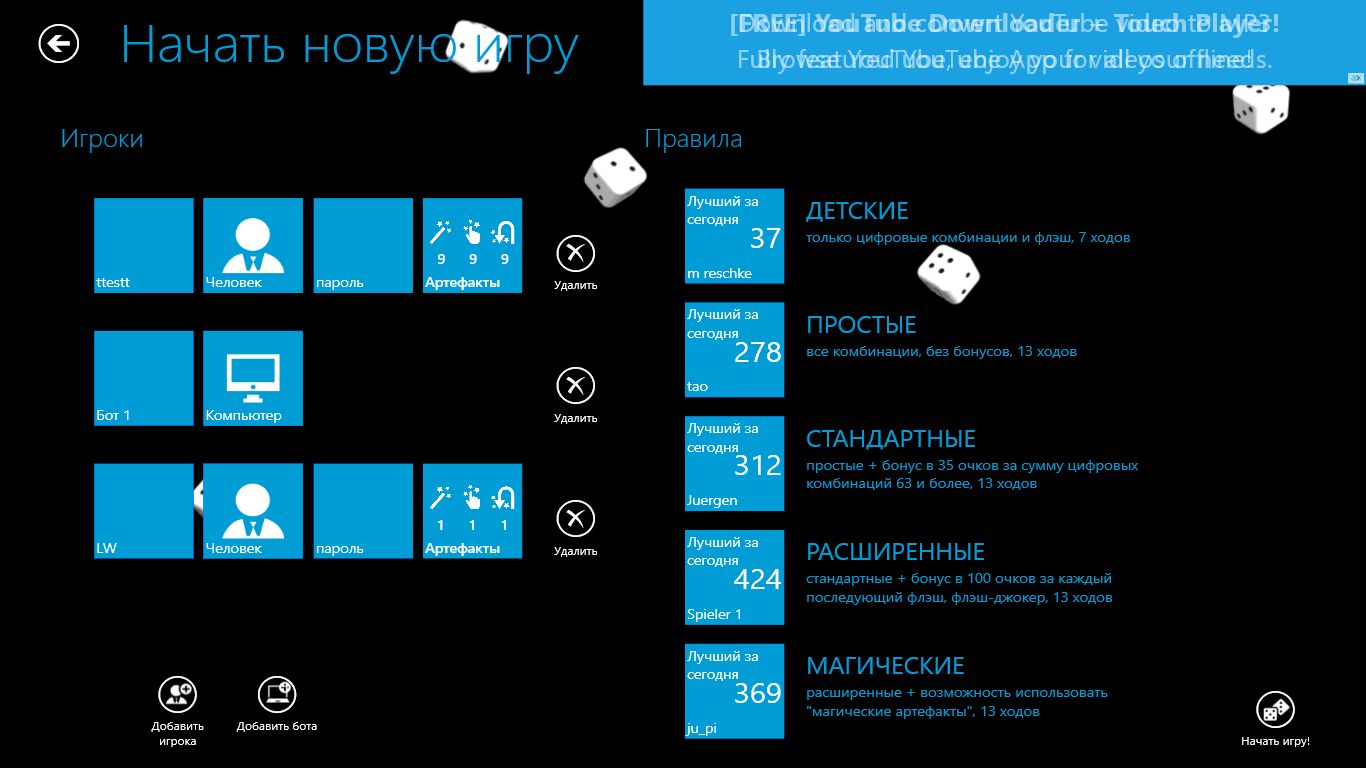 Начать новую игру
Игроки
ttestt
Человек
пароль
9 9 9
Артефакты
Удалить
Бот 1
Компьютер
Удалить
LW
Человек
пароль
1 1 1
Артефакты
Удалить
Добавить
игрока
Добавить бота
Правила
Лучший за
сегодня
37
m reschke
ДЕТСКИЕ
только цифровые комбинации и флэш, 7 ходов
Лучший за
сегодня
278
tao
ПРОСТЫЕ
все комбинации, без бонусов, 13 ходов
Лучший за
сегодня
312
Juergen
СТАНДАРТНЫЕ
простые + бонус в 35 очков за сумму цифровых
комбинаций 63 и более, 13 ходов
Лучший за
сегодня
424
Spieler 1
РАСШИРЕННЫЕ
стандартные + бонус в 100 очков за каждый
последующий флэш, флэш-джокер, 13 ходов
Лучший за
сегодня
369
ju_pi
МАГИЧЕСКИЕ
расширенные + возможность использовать
"магические артефакты", 13 ходов
Начать игру!